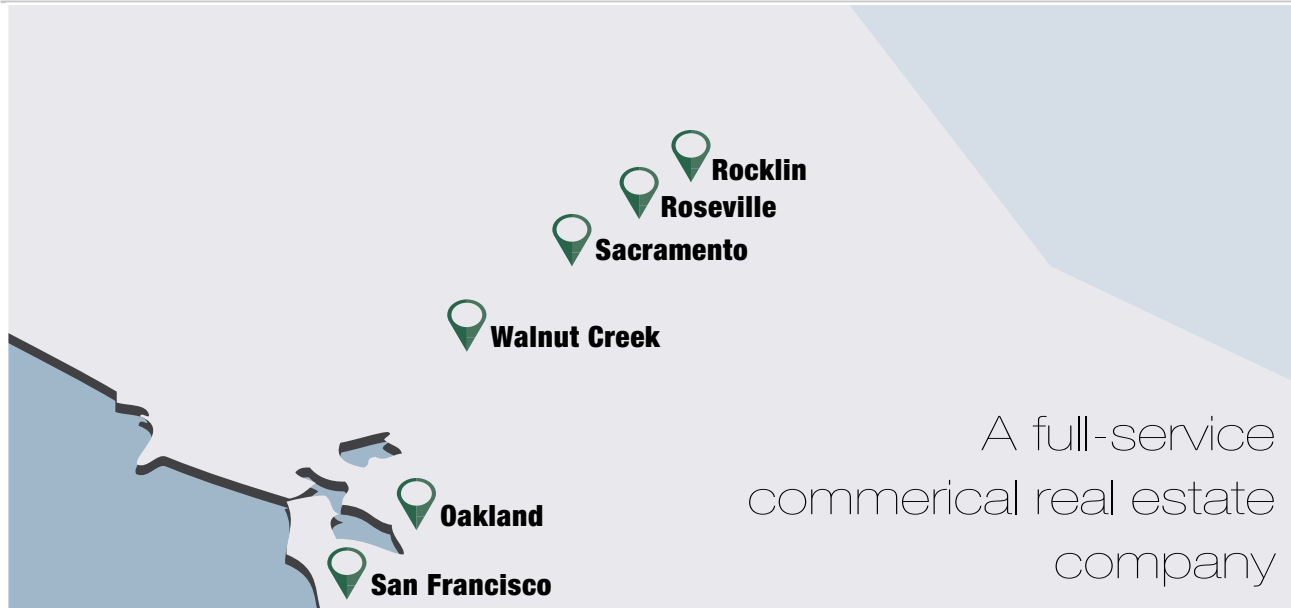 Rocklin
Roseville
Sacramento
Walnut Creek
A full-service
commerical real estate
company
Oakland
San Francisco